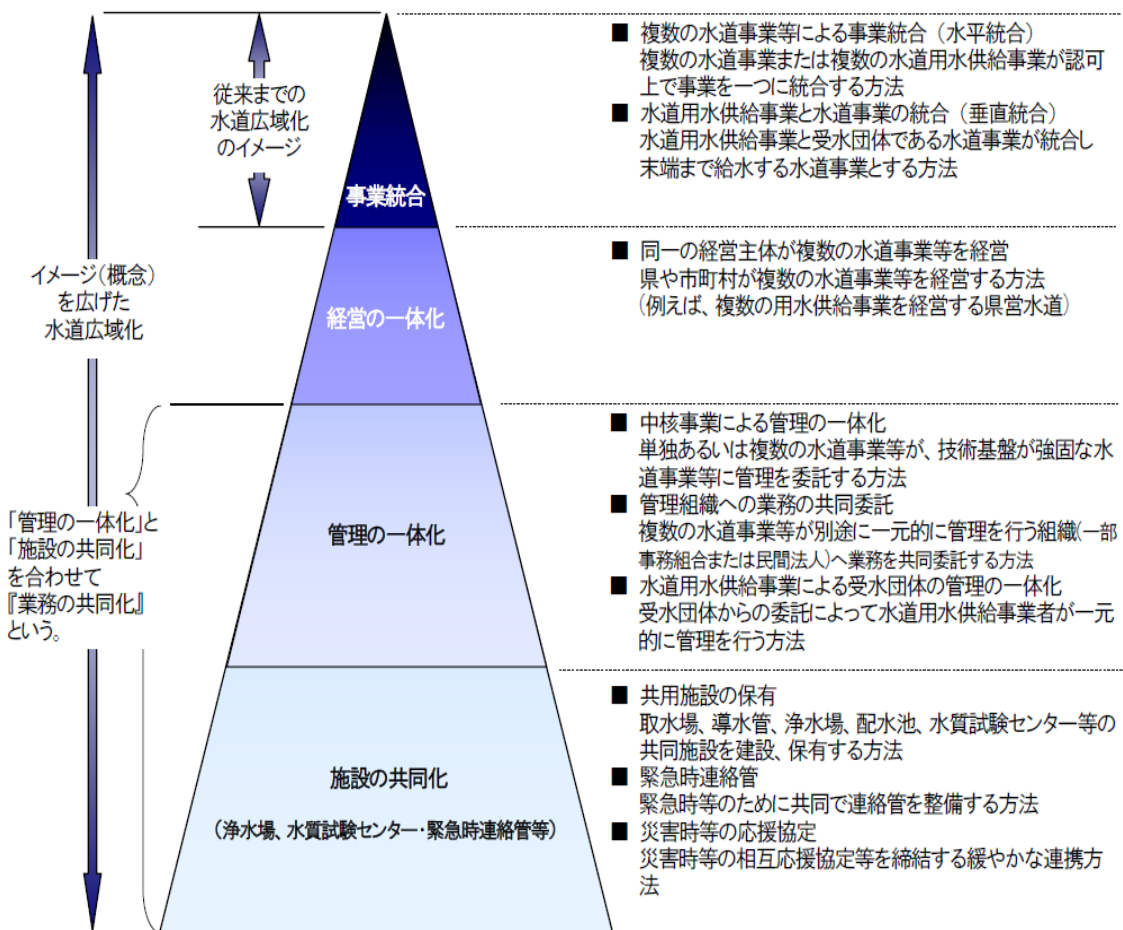 従来までの
水道広域化
のイメージ
イメージ(概念)
を広げた
水道広域化
「管理の一体化」と
「施設の共同化」
を合わせて
『業務の共同化』
という。
事業統合
経営の一体化
管理の一体化
施設の共同化
(浄水場、水質試験センター・緊急時連絡管等)
■ 複数の水道事業等による事業統合(水平統合)
複数の水道事業または複数の水道用水供給事業が認可
上で事業を一つに統合する方法
■ 水道用水供給事業と水道事業の統合(垂直統合)
水道用水供給事業と受水団体である水道事業が統合し
末端まで給水する水道事業とする方法
■ 同一の経営主体が複数の水道事業等を経営
県や市町村が複数の水道事業等を経営する方法
(例えば、複数の用水供給事業を経営する県営水道)
■ 中核事業による管理の一体化
単独あるいは複数の水道事業等が、技術基盤が強固な水
道事業等に管理を委託する方法
■ 管理組織への業務の共同委託
複数の水道事業等が別途に一元的に管理を行う組織(一部
事務組合または民間法人)へ業務を共同委託する方法
■ 水道用水供給事業による受水団体の管理の一体化
受水団体からの委託によって水道用水供給事業者が一元
的に管理を行う方法
■ 共用施設の保有
取水場、導水管、浄水場、配水池、水質試験センター等の
共同施設を建設、保有する方法
■ 緊急時連絡管
緊急時等のために共同で連絡管を整備する方法
■ 災害時等の応援協定
災害時等の相互応援協定等を締結する緩やかな連携方
法